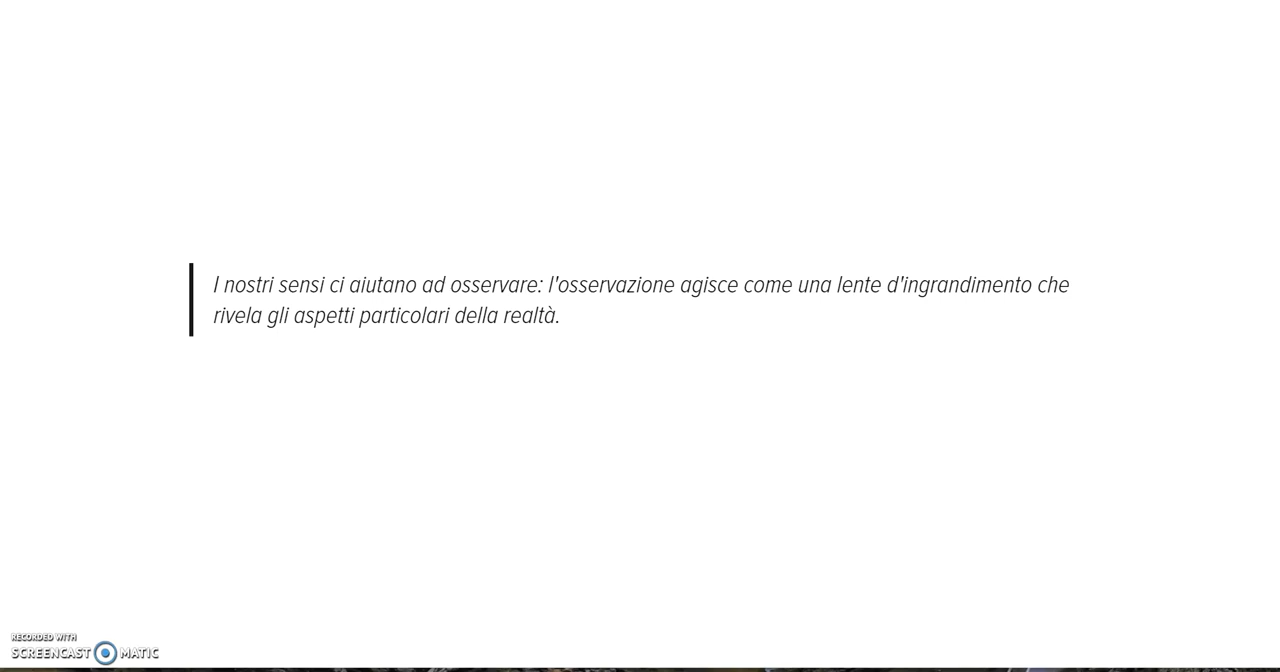 I nostri sensi ci aiutano ad osservare: l'osservazione agisce come una lente d'ingrandimento che
rivela gli aspetti particolari della realtà.
RECORDED WITH
SCREENCAST MATIC